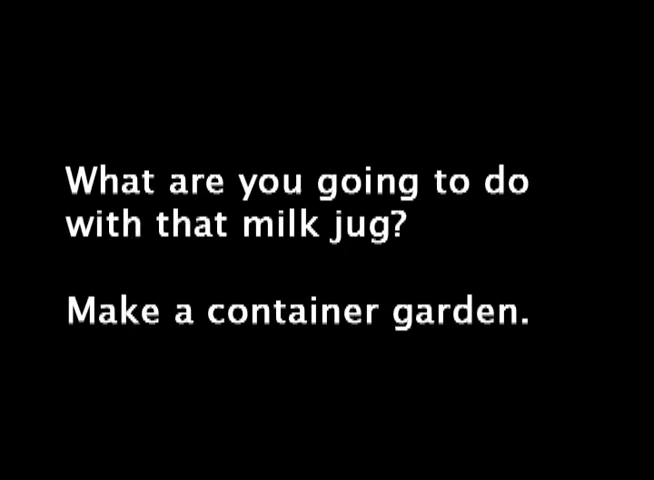 What are you going to do
with that milk jug?
Make a container garden.